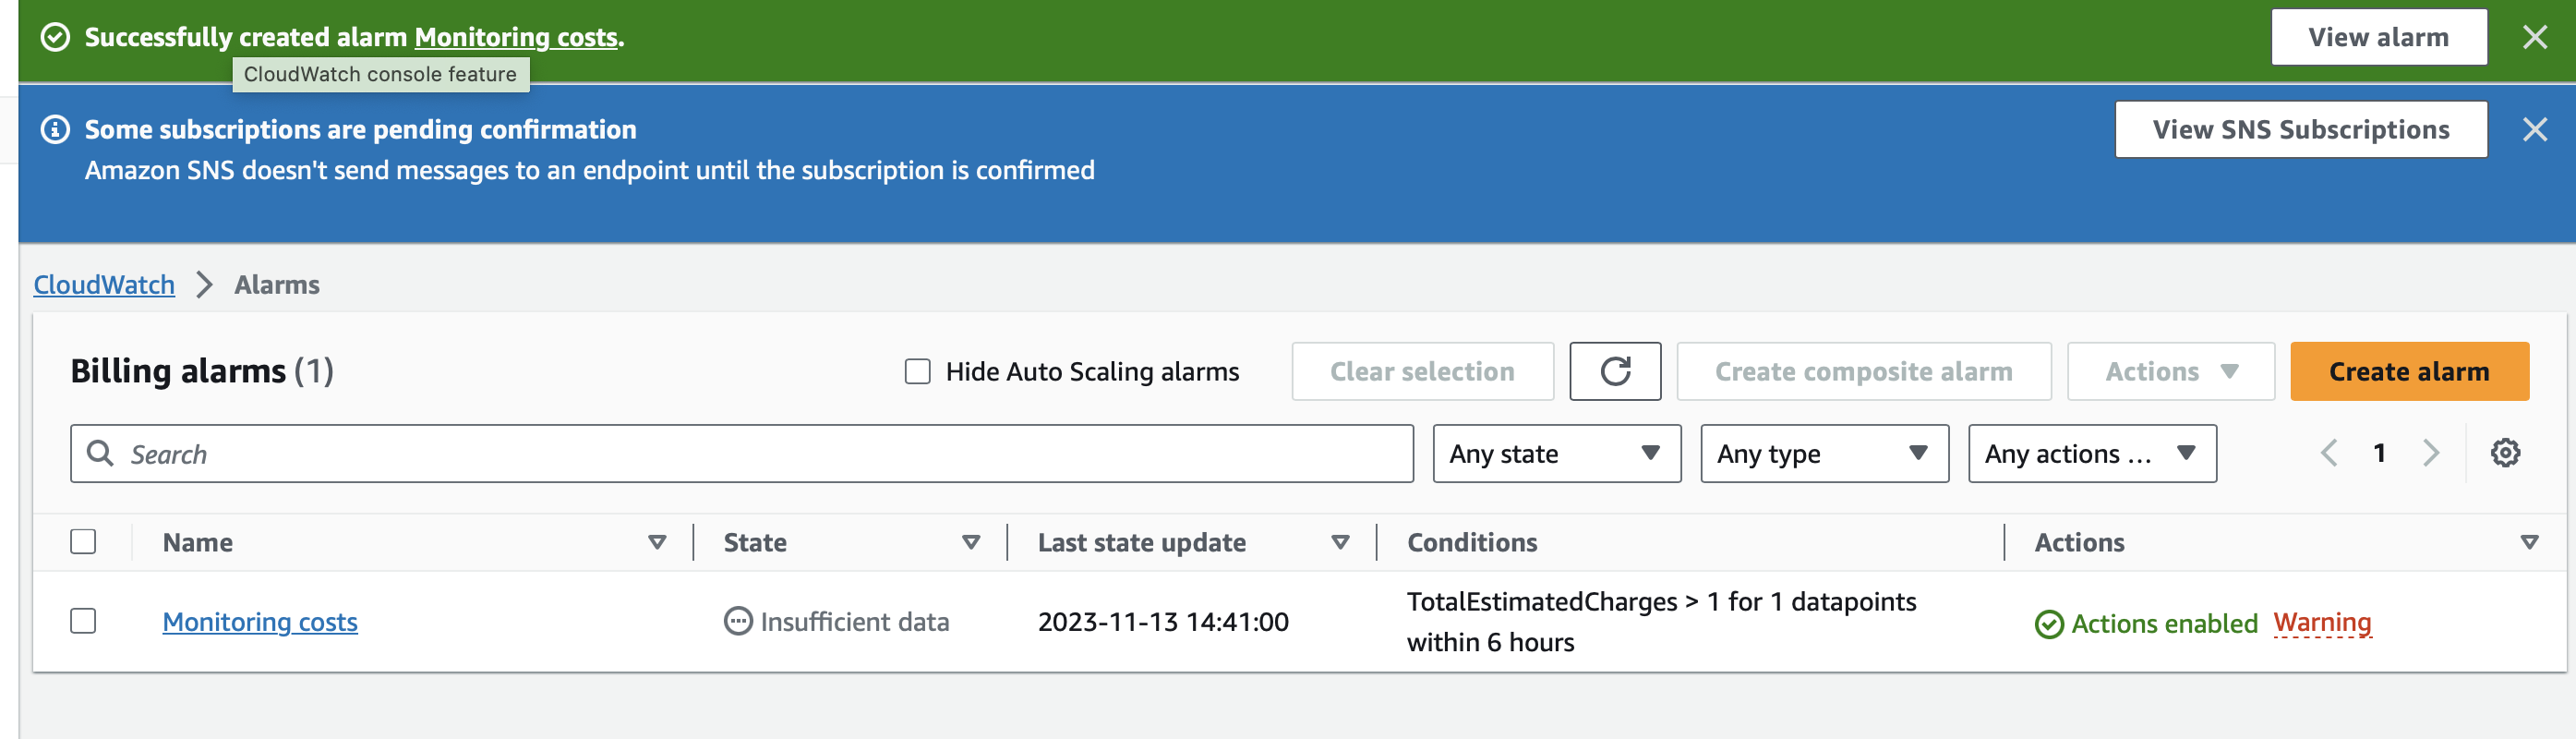 Successfully created alarm Monitoring costs.
View alarm
CloudWatch console feature
Some subscriptions are pending confirmation
View SNS Subscriptions
Amazon SNS doesn't send messages to an endpoint until the subscription is confirmed
CloudWatch > Alarms
Billing alarms (1)
Hide Auto Scaling alarms
Clear selection
Create composite alarm
Actions
Create alarm
Search
Any state
Any type
Any actions ...
1
Name
State
Last state update
Conditions
Actions
Monitoring costs
Insufficient data
2023-11-13 14:41:00
TotalEstimatedCharges > 1 for 1 datapoints
within 6 hours
Actions enabled
Warning